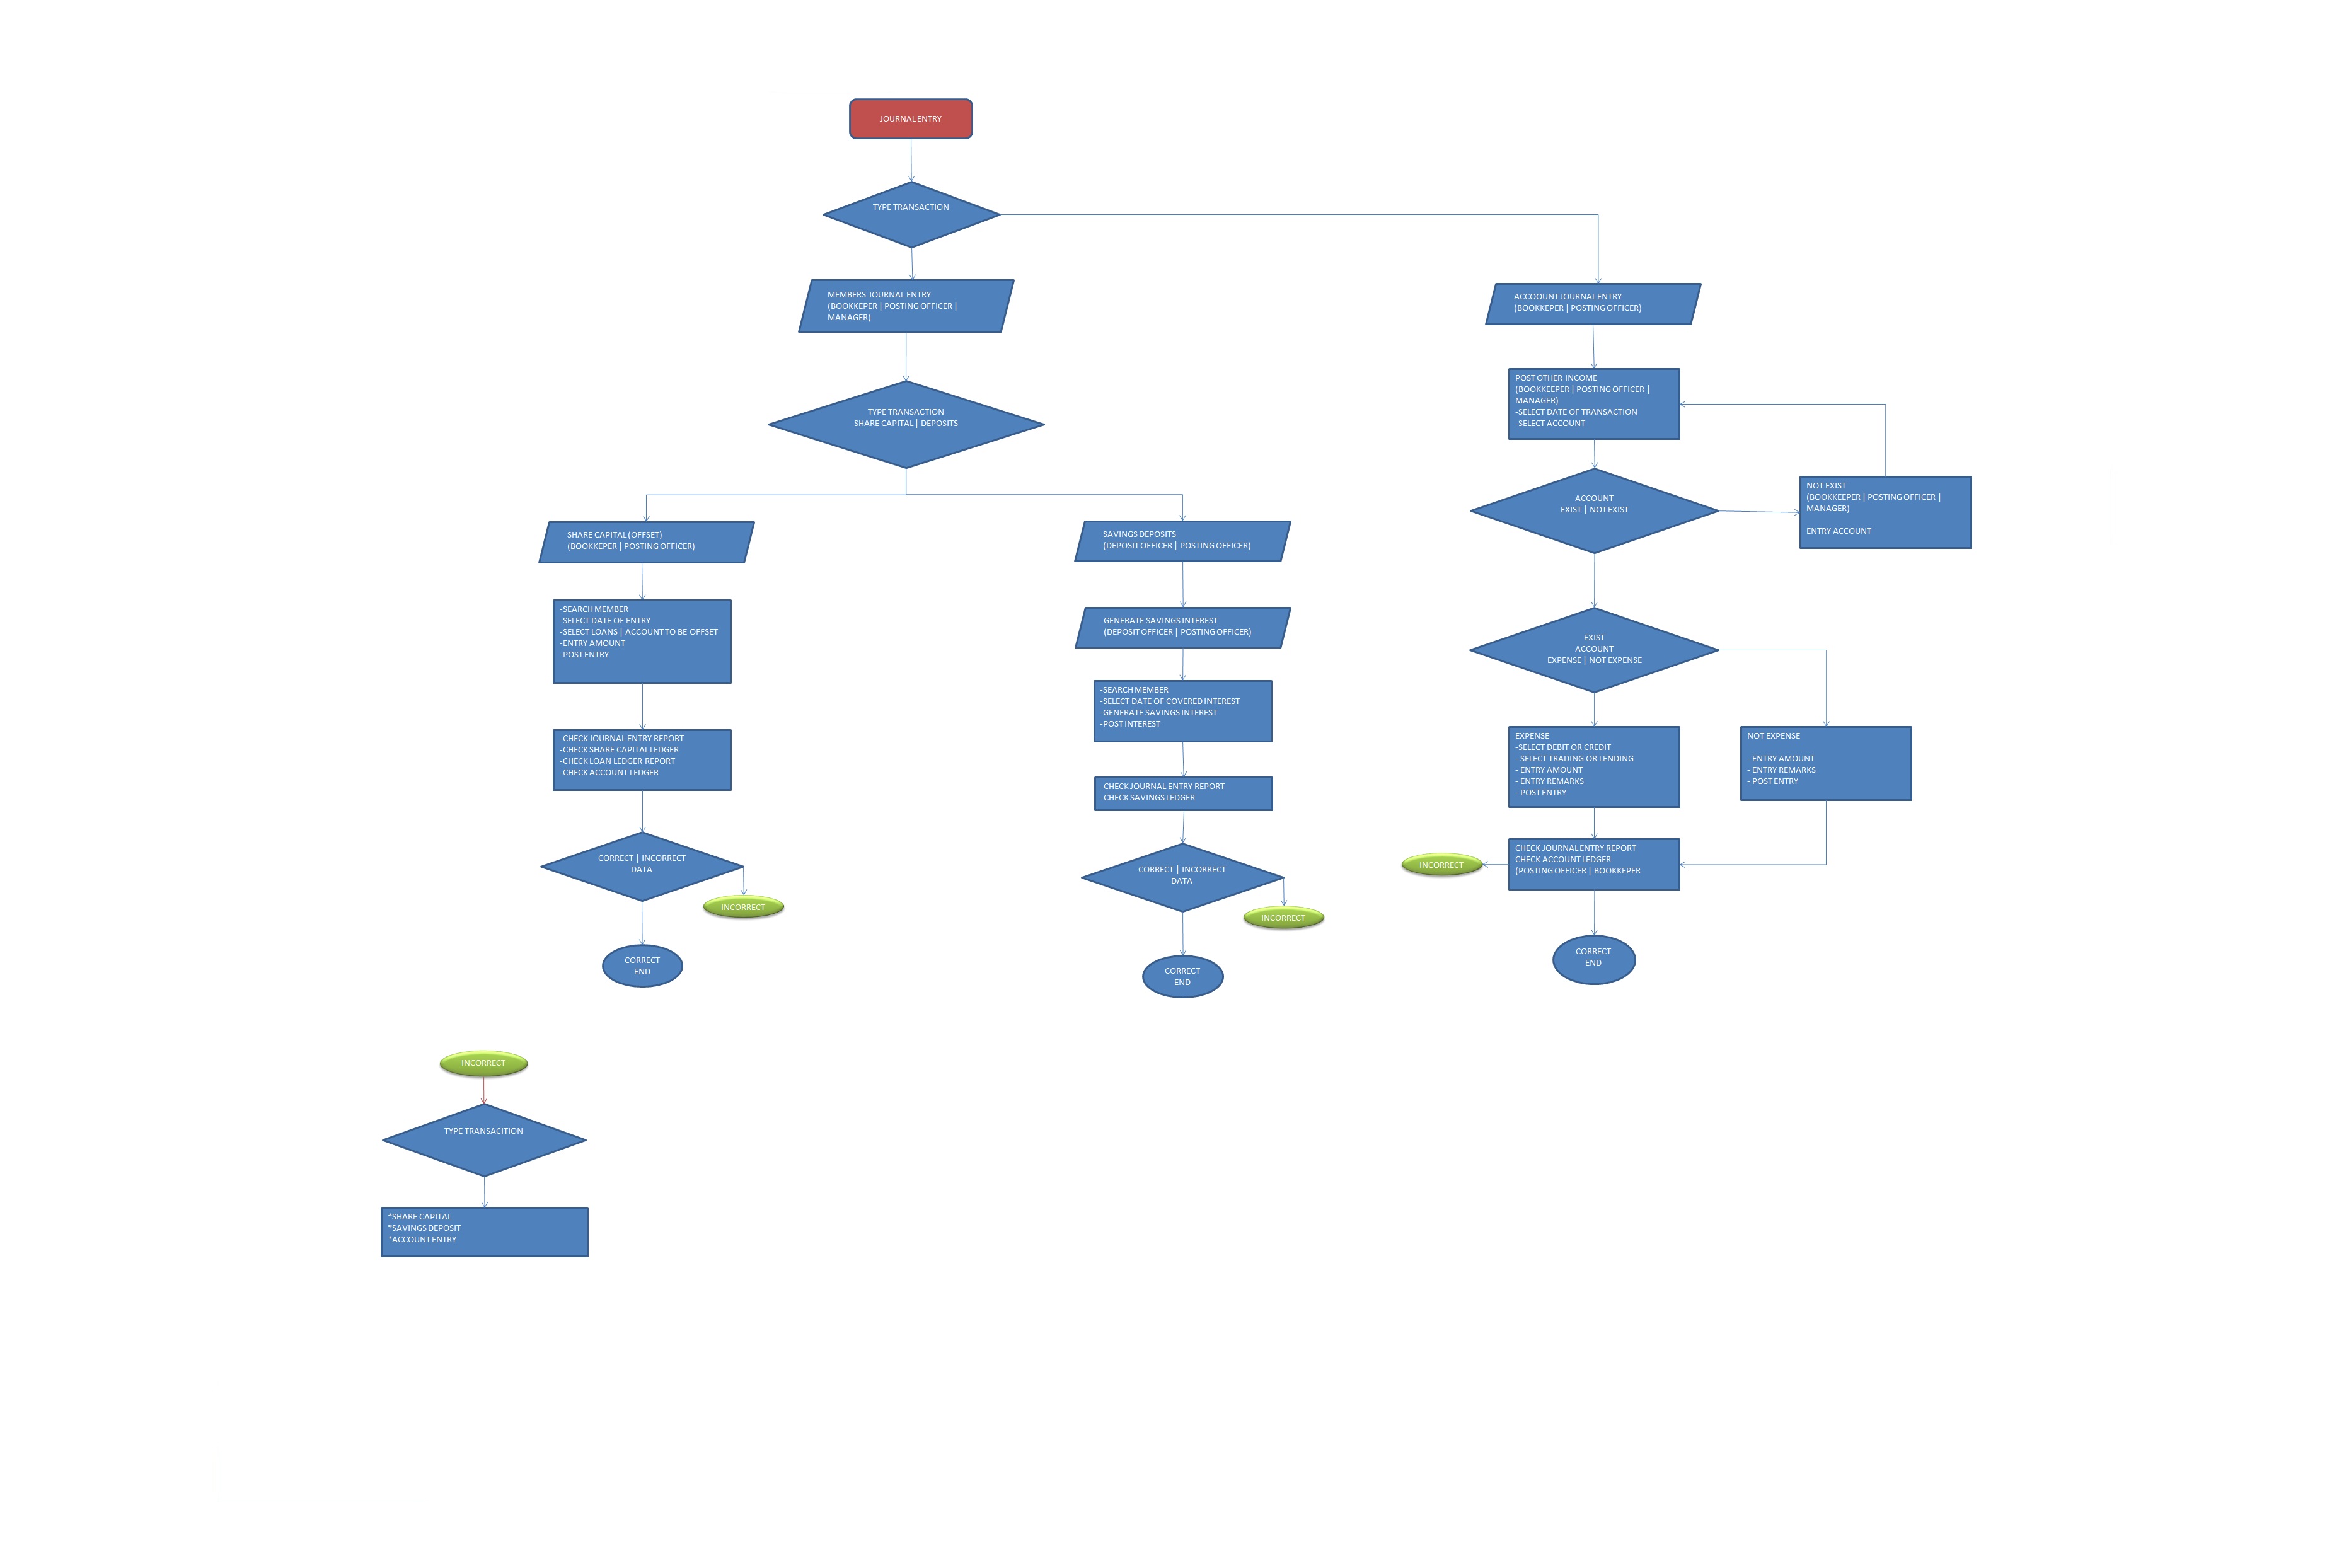 JOURNAL ENTRY
TYPE TRANSACTION
MEMBERS JOURNAL ENTRY
(BOOKKEPER | POSTING OFFICER |
MANAGER)
ACCOOUNT JOURNAL ENTRY
(BOOKKEPER | POSTING OFFICER)
TYPE TRANSACTION
SHARE CAPITAL | DEPOSITS
POST OTHER INCOME
(BOOKKEEPER | POSTING OFFICER |
MANAGER)
-SELECT DATE OF TRANSACTION
-SELECT ACCOUNT
ACCOUNT
EXIST | NOT EXIST
NOT EXIST
(BOOKKEEPER | POSTING OFFICER |
MANAGER)
ENTRY ACCOUNT
SHARE CAPITAL (OFFSET)
(BOOKKEPER | POSTING OFFICER)
SAVINGS DEPOSITS
(DEPOSIT OFFICER | POSTING OFFICER)
-SEARCH MEMBER
-SELECT DATE OF ENTRY
-SELECT LOANS | ACCOUNT TO BE OFFSET
-ENTRY AMOUNT
-POST ENTRY
GENERATE SAVINGS INTEREST
(DEPOSIT OFFICER | POSTING OFFICER)
EXIST
ACCOUNT
EXPENSE | NOT EXPENSE
-SEARCH MEMBER
-SELECT DATE OF COVERED INTEREST
-GENERATE SAVINGS INTEREST
-POST INTEREST
-CHECK JOURNAL ENTRY REPORT
-CHECK SHARE CAPITAL LEDGER
-CHECK LOAN LEDGER REPORT
-CHECK ACCOUNT LEDGER
EXPENSE
-SELECT DEBIT OR CREDIT
- SELECT TRADING OR LENDING
- ENTRY AMOUNT
- ENTRY REMARKS
- POST ENTRY
NOT EXPENSE
- ENTRY AMOUNT
- ENTRY REMARKS
- POST ENTRY
-CHECK JOURNAL ENTRY REPORT
-CHECK SAVINGS LEDGER
CORRECT | INCORRECT
DATA
INCORRECT
CORRECT | INCORRECT
DATA
INCORRECT
INCORRECT
CHECK JOURNAL ENTRY REPORT
CHECK ACCOUNT LEDGER
(POSTING OFFICER | BOOKKEPER
CORRECT
END
CORRECT
END
CORRECT
END
INCORRECT
TYPE TRANSACITION
*SHARE CAPITAL
*SAVINGS DEPOSIT
*ACCOUNT ENTRY